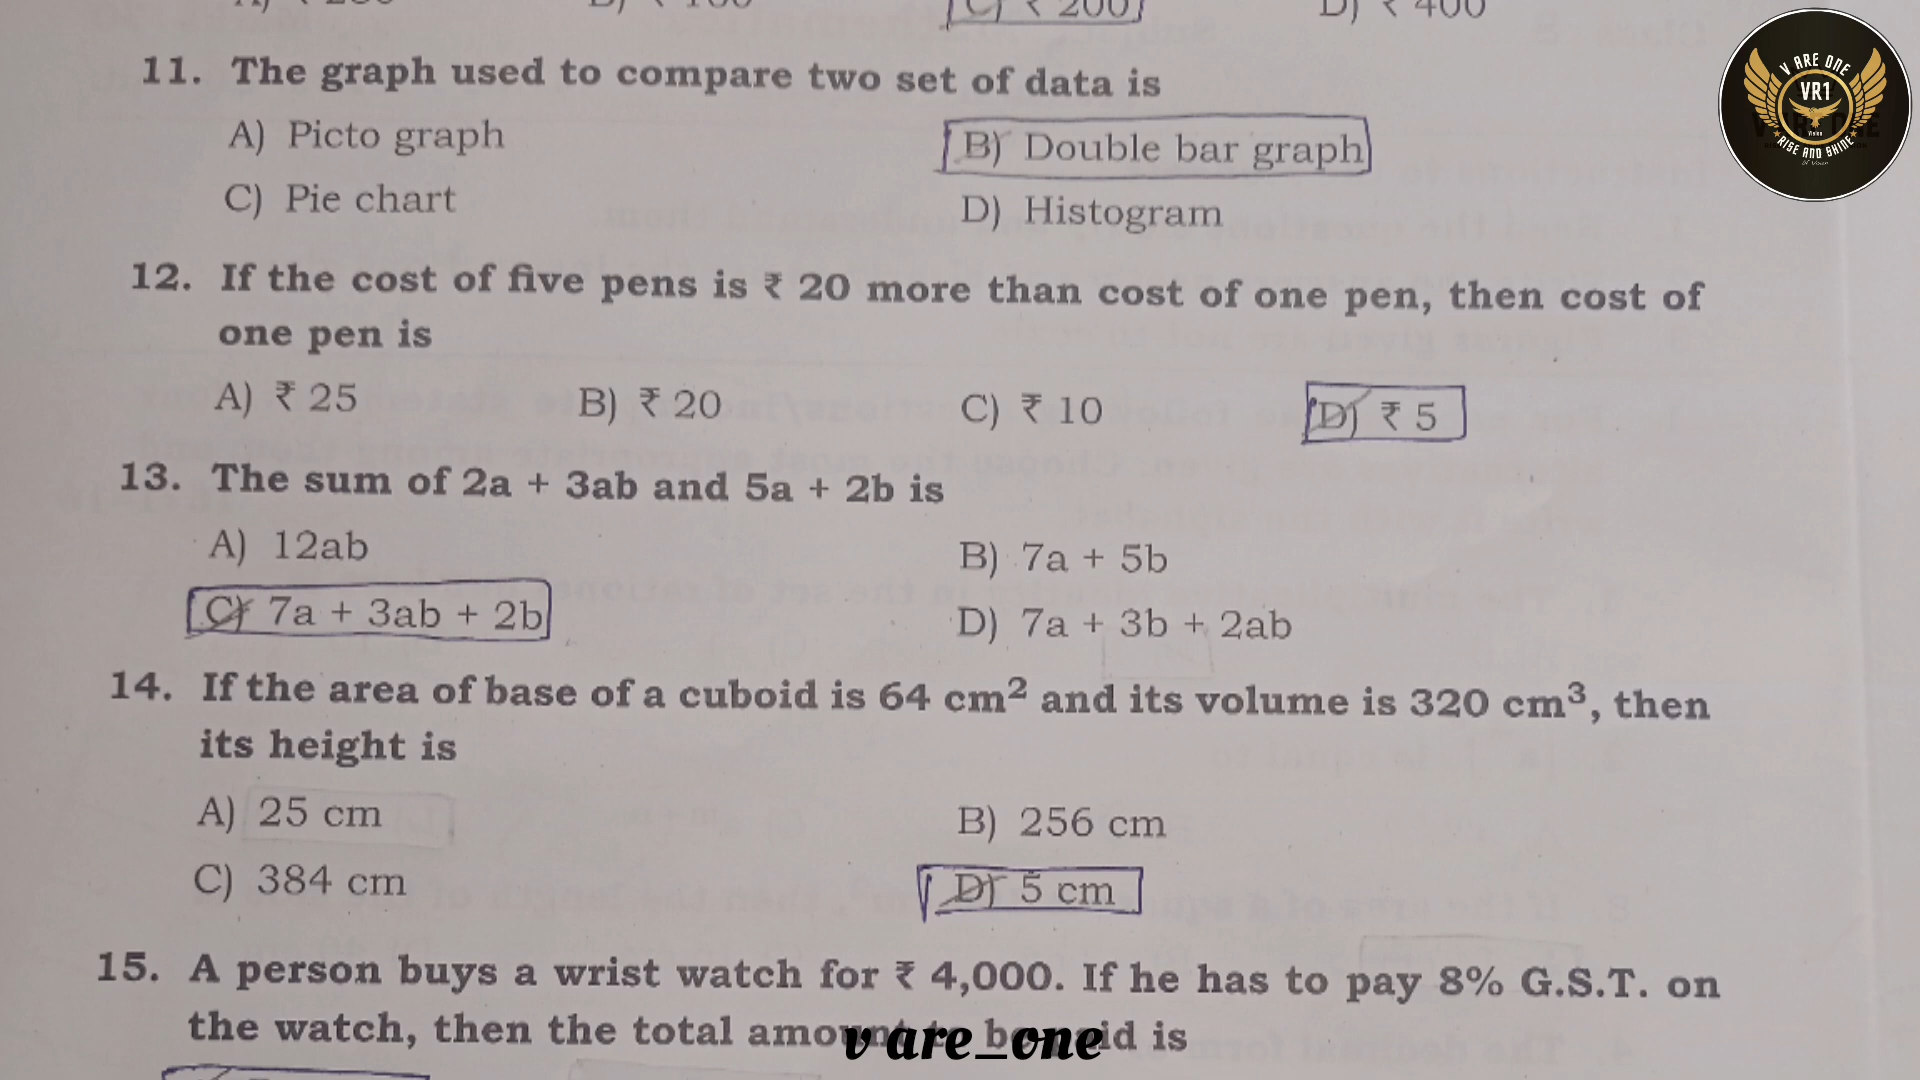 C) ₹ 200
D) ₹ 400
11. The graph used to compare two set of data is
A) Picto graph B) Double bar graph
C) Pie chart D) Histogram
12. If the cost of five pens is ₹ 20 more than cost of one pen, then cost of
one pen is
A) ₹ 25 B) ₹ 20 C) ₹ 10 D) ₹ 5
13. The sum of 2a + 3ab and 5a + 2b is
A) 12ab B) 7a + 5b
C) 7a + 3ab + 2b D) 7a + 3b + 2ab
14. If the area of base of a cuboid is 64 cm² and its volume is 320 cm³, then
its height is
A) 25 cm B) 256 cm
C) 384 cm D) 5 cm
15. A person buys a wrist watch for ₹ 4,000. If he has to pay 8% G.S.T. on
the watch, then the total amount to be paid is
v are_one
V ARE ONE
VR1
Vision
RISE AND SHINE